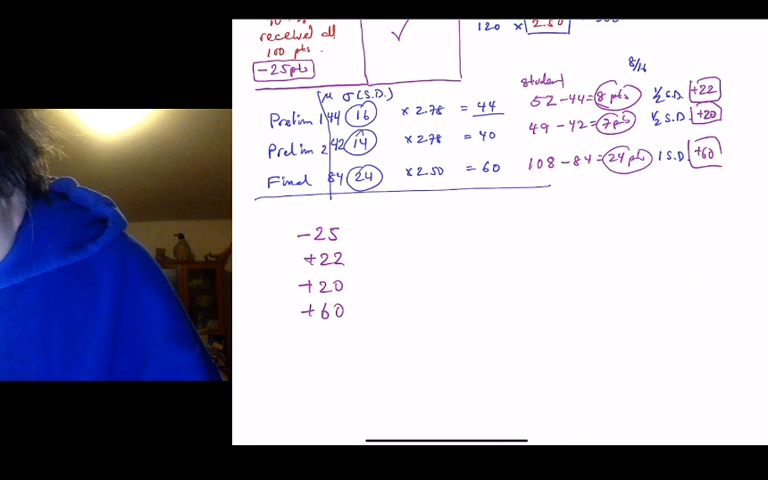 received all
100 pts.
-25pts
120 × 2.50
8/16
μ σ(S.D.)
student
Prelim 1 44 16 × 2.78 = 44
52-44= 8 pts ½ S.D. +22
Prelim 2 42 14 × 2.78 = 40
49-42= 7 pts ½ S.D. +20
Final 84 24 × 2.50 = 60
108-84= 24 pts 1 S.D. +60
-25
+22
+20
+60